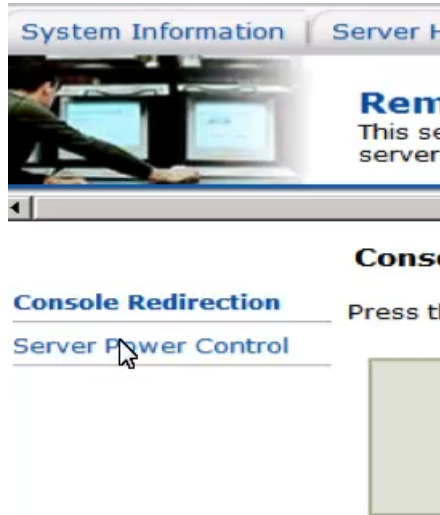 System Information
Server H
Rem
This se
server
Conso
Console Redirection
Press th
Server Power Control